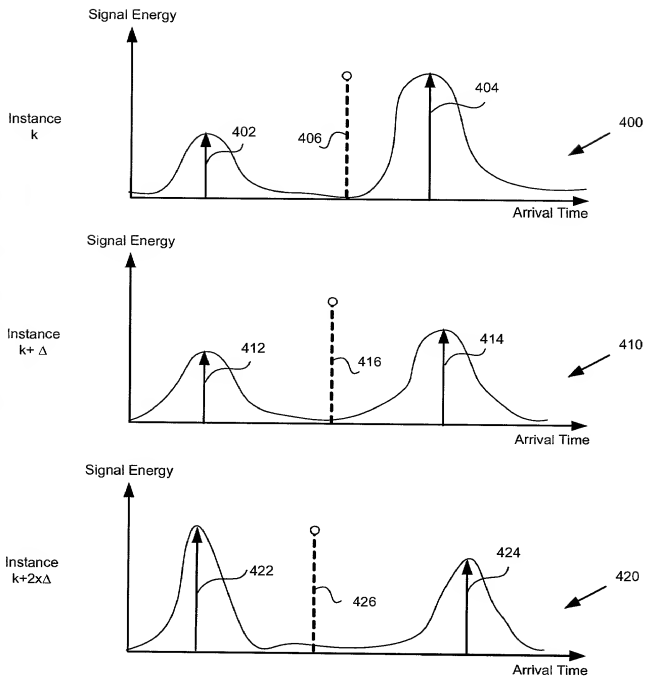 Signal Energy
Instance
k
402
406
404
400
Arrival Time
Signal Energy
Instance
k+ Δ
412
416
414
410
Arrival Time
Signal Energy
Instance
k+2xΔ
422
426
424
420
Arrival Time